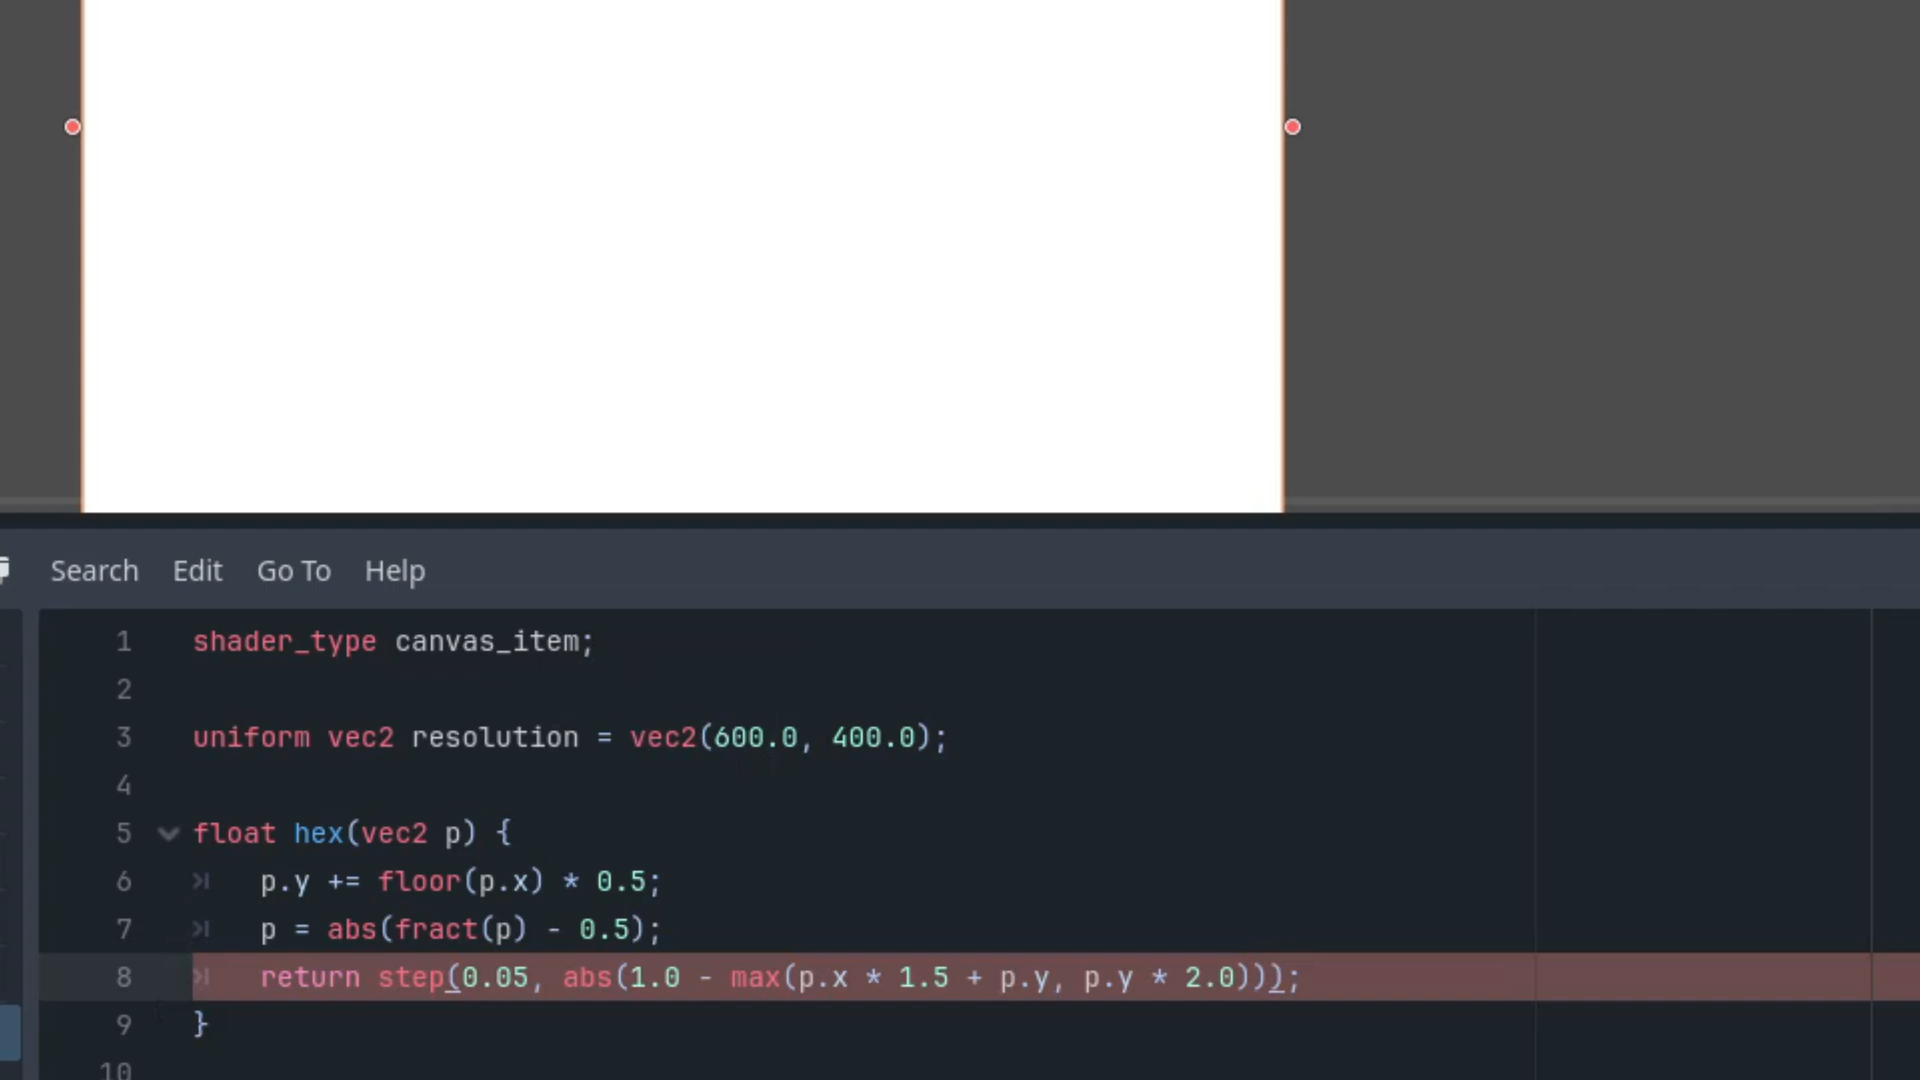 Search Edit Go To Help
1 shader_type canvas_item;
2
3 uniform vec2 resolution = vec2(600.0, 400.0);
4
5 float hex(vec2 p) {
6 p.y += floor(p.x) * 0.5;
7 p = abs(fract(p) - 0.5);
8 return step(0.05, abs(1.0 - max(p.x * 1.5 + p.y, p.y * 2.0)));
9 }
10